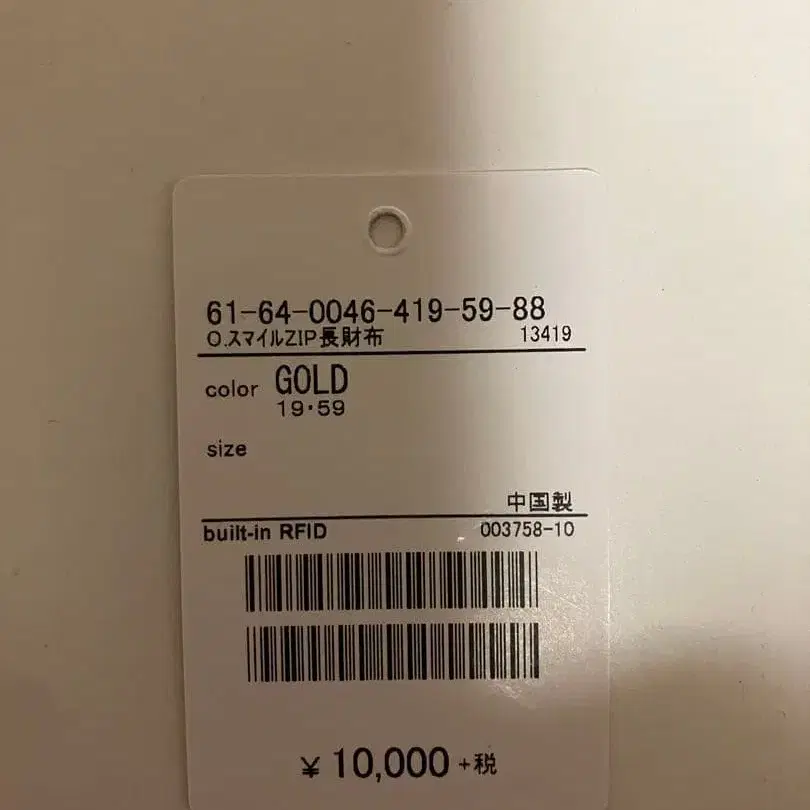 61-64-0046-419-59-88
O.スマイルZIP長財布 13419
color GOLD
19・59
size
中国製
built-in RFID 003758-10
¥ 10,000 +税